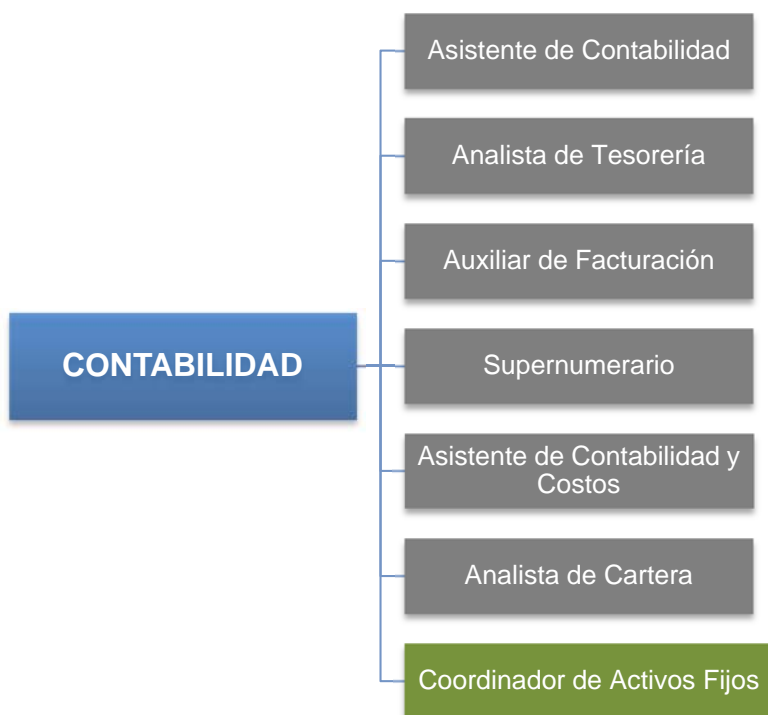 Asistente de Contabilidad
Analista de Tesorería
Auxiliar de Facturación
CONTABILIDAD
Supernumerario
Asistente de Contabilidad y
Costos
Analista de Cartera
Coordinador de Activos Fijos